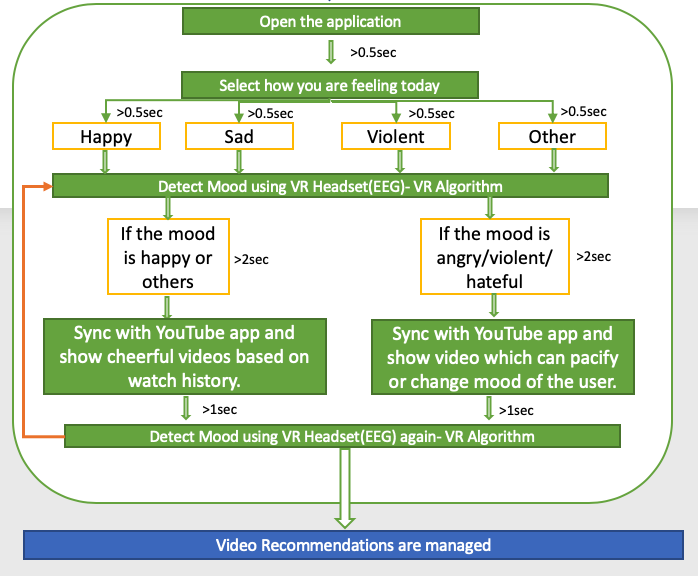 Open the application
>0.5sec
Select how you are feeling today
>0.5sec
>0.5sec
>0.5sec
>0.5sec
Happy
Sad
Violent
Other
Detect Mood using VR Headset(EEG)- VR Algorithm
If the mood
is happy or
others
>2sec
If the mood is
angry/violent/
hateful
>2sec
Sync with YouTube app and
show cheerful videos based on
watch history.
Sync with YouTube app and
show video which can pacify
or change mood of the user.
>1sec
>1sec
Detect Mood using VR Headset(EEG) again- VR Algorithm
Video Recommendations are managed